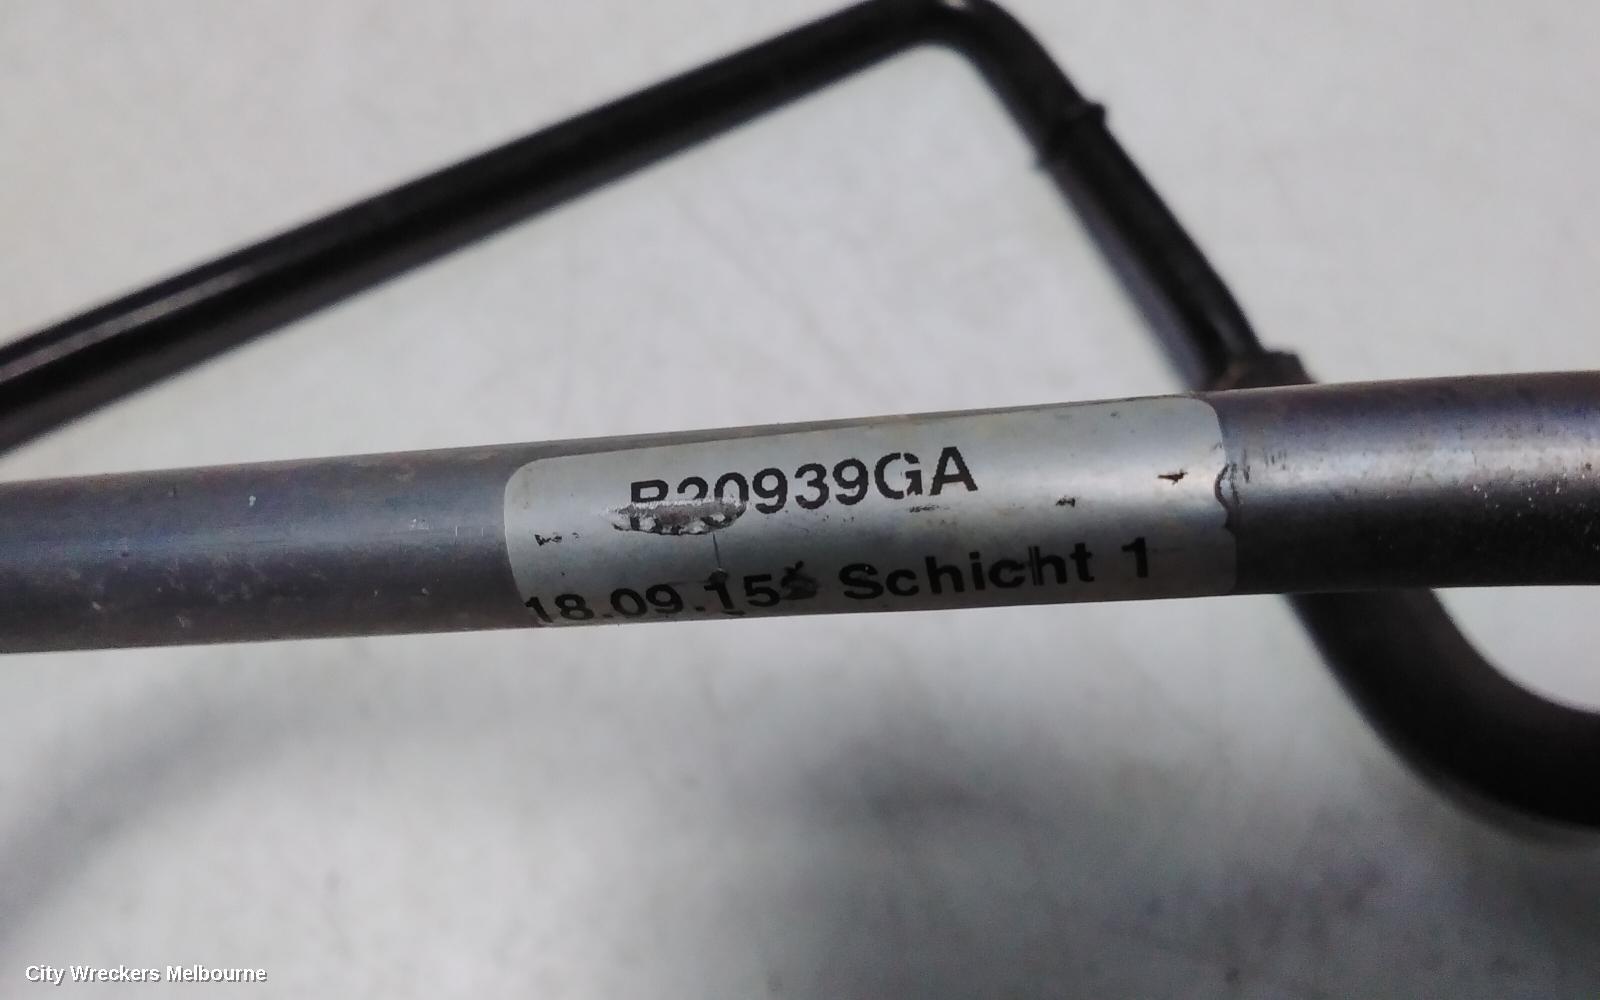 B20939GA
18.09.15 Schicht 1
City Wreckers Melbourne